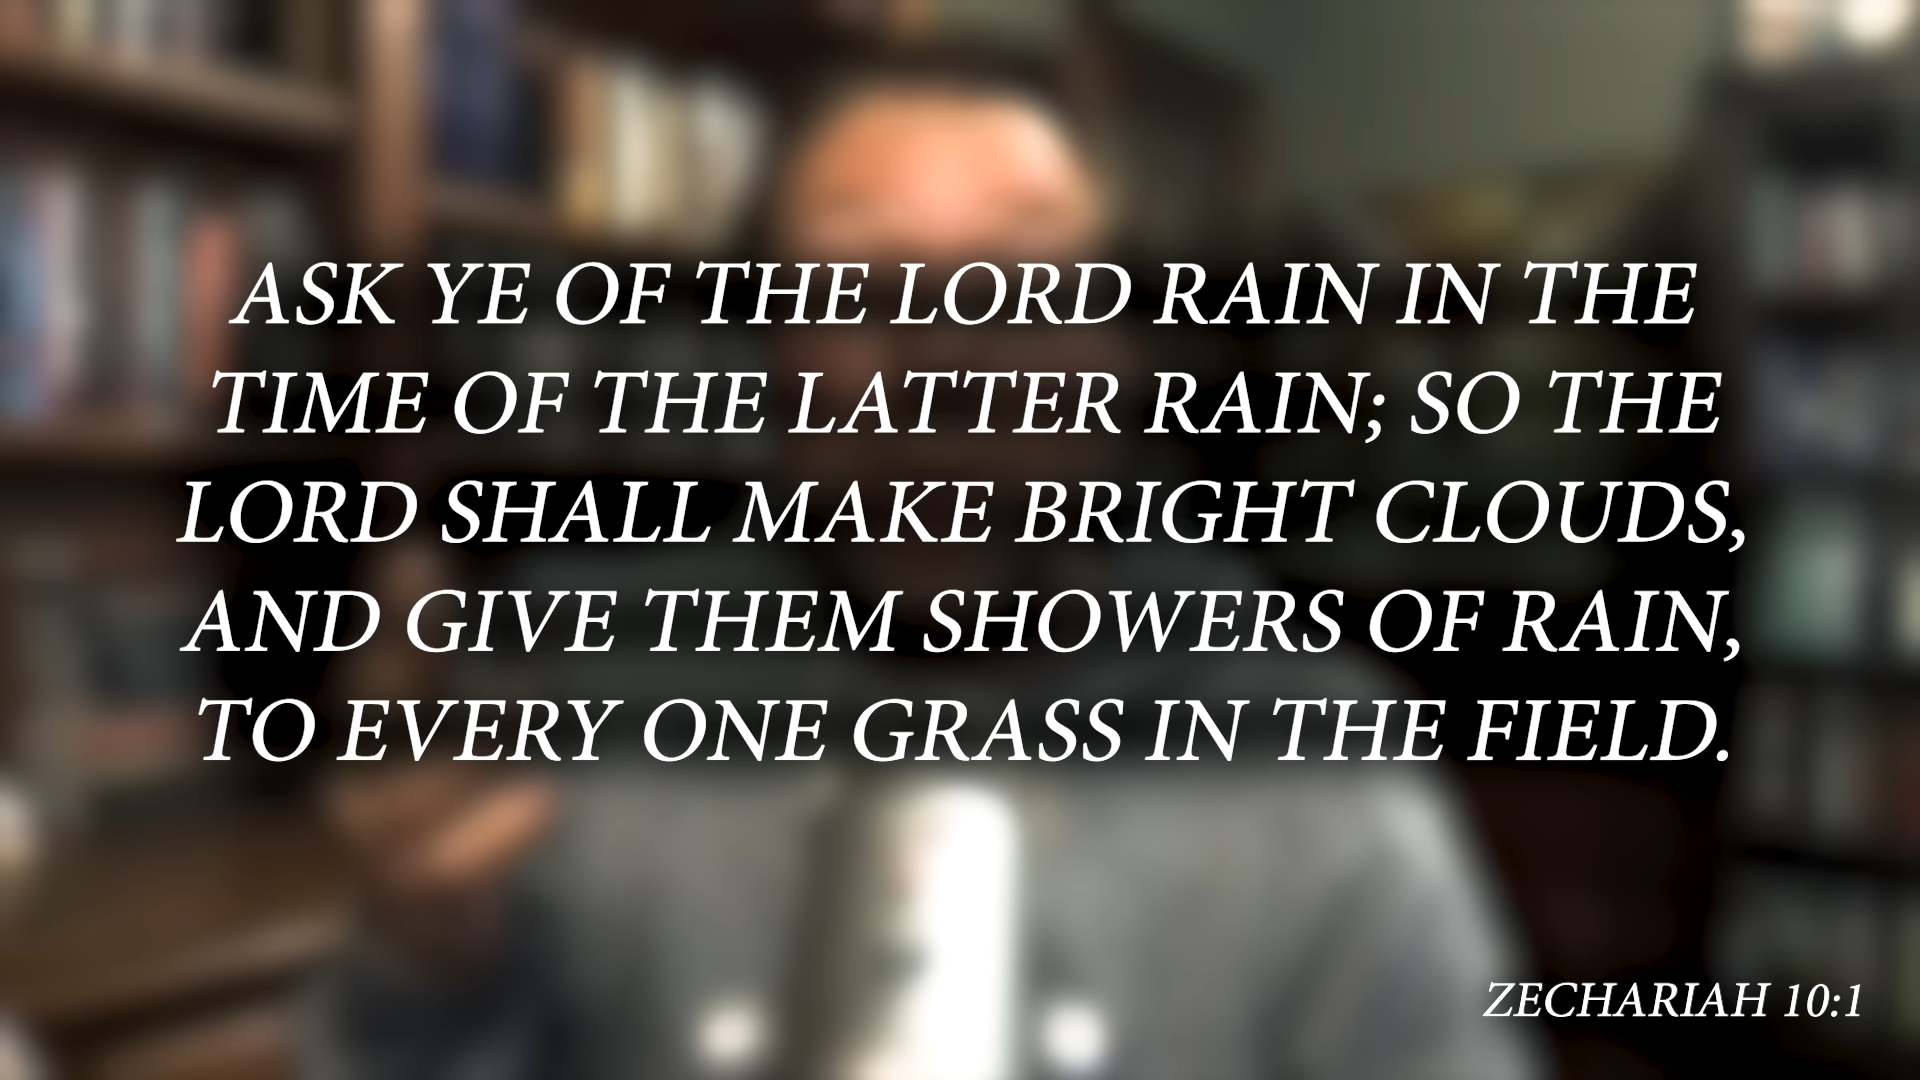 ASK YE OF THE LORD RAIN IN THE
TIME OF THE LATTER RAIN; SO THE
LORD SHALL MAKE BRIGHT CLOUDS,
AND GIVE THEM SHOWERS OF RAIN,
TO EVERY ONE GRASS IN THE FIELD.
ZECHARIAH 10:1